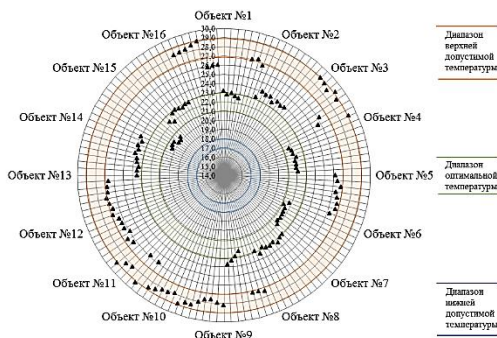 Объект №1
Объект №2
Объект №3
Объект №4
Объект №5
Объект №6
Объект №7
Объект №8
Объект №9
Объект №10
Объект №11
Объект №12
Объект №13
Объект №14
Объект №15
Объект №16
30,0
29,0
28,0
27,0
26,0
25,0
24,0
23,0
22,0
21,0
20,0
19,0
18,0
17,0
16,0
15,0
14,0
Диапазон
верхней
допустимой
температуры
Диапазон
оптимальной
температуры
Диапазон
нижней
допустимой
температуры